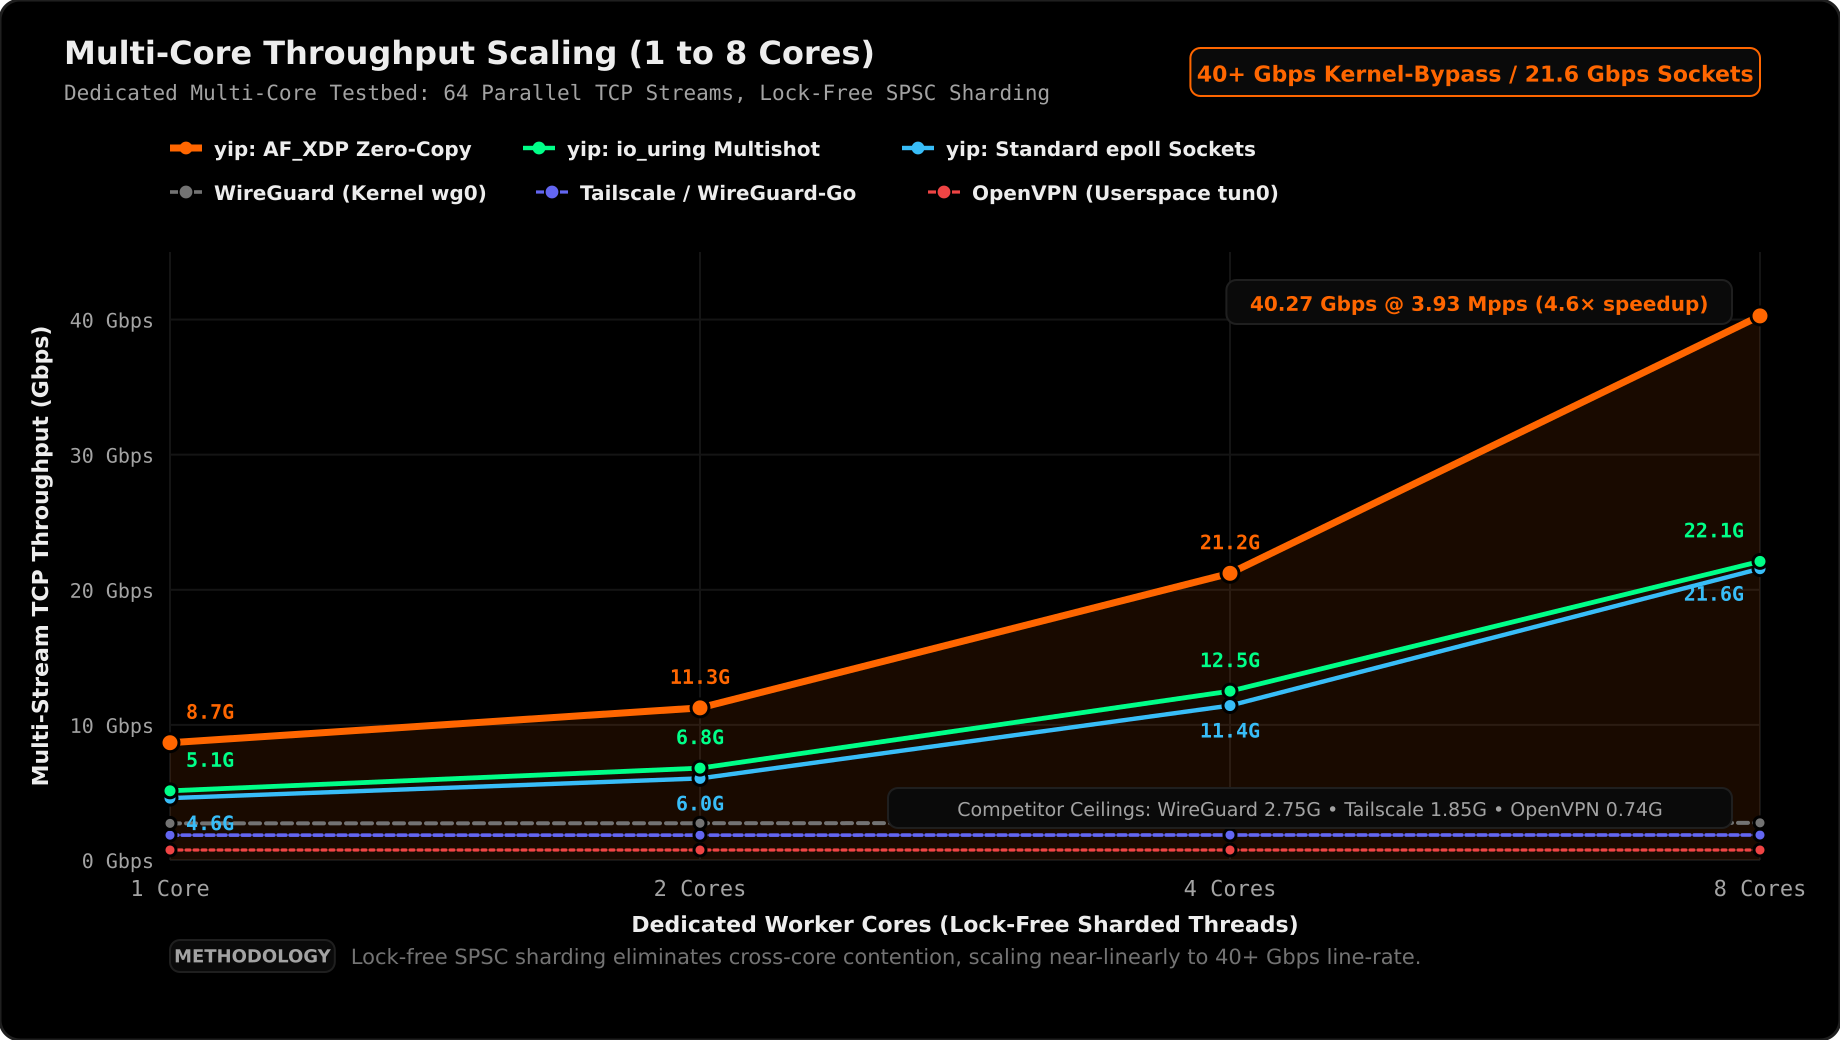 Multi-Core Throughput Scaling (1 to 8 Cores)
Dedicated Multi-Core Testbed: 64 Parallel TCP Streams, Lock-Free SPSC Sharding
40+ Gbps Kernel-Bypass / 21.6 Gbps Sockets
yip: AF_XDP Zero-Copy
yip: io_uring Multishot
yip: Standard epoll Sockets
WireGuard (Kernel wg0)
Tailscale / WireGuard-Go
OpenVPN (Userspace tun0)
Multi-Stream TCP Throughput (Gbps)
40 Gbps
30 Gbps
20 Gbps
10 Gbps
0 Gbps
40.27 Gbps @ 3.93 Mpps (4.6× speedup)
8.7G
11.3G
21.2G
5.1G
6.8G
12.5G
22.1G
4.6G
6.0G
11.4G
21.6G
Competitor Ceilings: WireGuard 2.75G • Tailscale 1.85G • OpenVPN 0.74G
1 Core
2 Cores
4 Cores
8 Cores
Dedicated Worker Cores (Lock-Free Sharded Threads)
METHODOLOGY
Lock-free SPSC sharding eliminates cross-core contention, scaling near-linearly to 40+ Gbps line-rate.